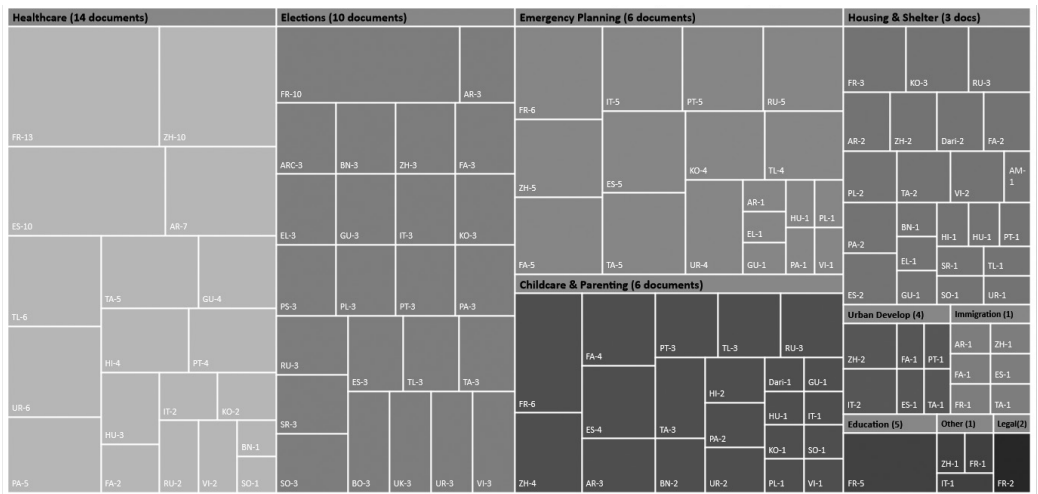 Healthcare (14 documents)
FR-13
ZH-10
ES-10
AR-7
TL-6
TA-5
GU-4
HI-4
PT-4
UR-6
HU-3
IT-2
KO-2
PA-5
FA-2
RU-2
VI-2
BN-1
SO-1
Elections (10 documents)
FR-10
AR-3
ARC-3
BN-3
ZH-3
FA-3
EL-3
GU-3
IT-3
KO-3
PS-3
PL-3
PT-3
PA-3
RU-3
ES-3
TL-3
TA-3
SR-3
SO-3
BO-3
UK-3
UR-3
VI-3
Emergency Planning (6 documents)
FR-6
IT-5
PT-5
RU-5
ZH-5
ES-5
KO-4
TL-4
FA-5
TA-5
UR-4
AR-1
EL-1
GU-1
HU-1
PL-1
PA-1
VI-1
Childcare & Parenting (6 documents)
FR-6
FA-4
PT-3
TL-3
RU-3
ES-4
TA-3
HI-2
PA-2
Dari-1
GU-1
HU-1
IT-1
KO-1
SO-1
ZH-4
AR-3
BN-2
UR-2
PL-1
VI-1
Housing & Shelter (3 docs)
FR-3
KO-3
RU-3
AR-2
ZH-2
Dari-2
FA-2
PL-2
TA-2
VI-2
AM-
1
PA-2
BN-1
HI-1
HU-1
PT-1
EL-1
SR-1
TL-1
ES-2
GU-1
SO-1
UR-1
Urban Develop (4)
ZH-2
FA-1
PT-1
IT-2
ES-1
TA-1
Immigration (1)
AR-1
ZH-1
FA-1
ES-1
FR-1
TA-1
Education (5)
FR-5
Other (1)
ZH-1
FR-1
IT-1
Legal(2)
FR-2